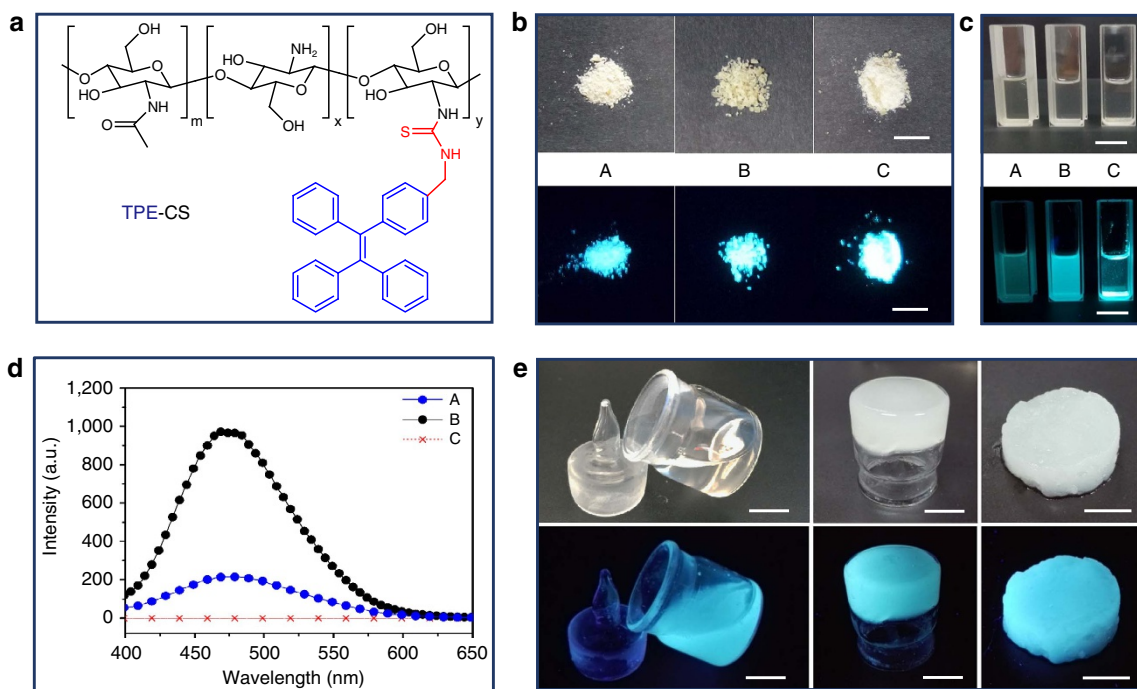 a
OH
NH2
OH
O
O
HO
O
O
HO
O
O
HO
O
NH
OH
NH
O
m
x
y
S
NH
TPE-CS
b
A
B
C
c
A
B
C
d
1,200
1,000
800
600
400
200
0
400
450
500
550
600
650
Intensity (a.u.)
Wavelength (nm)
A
B
C
e